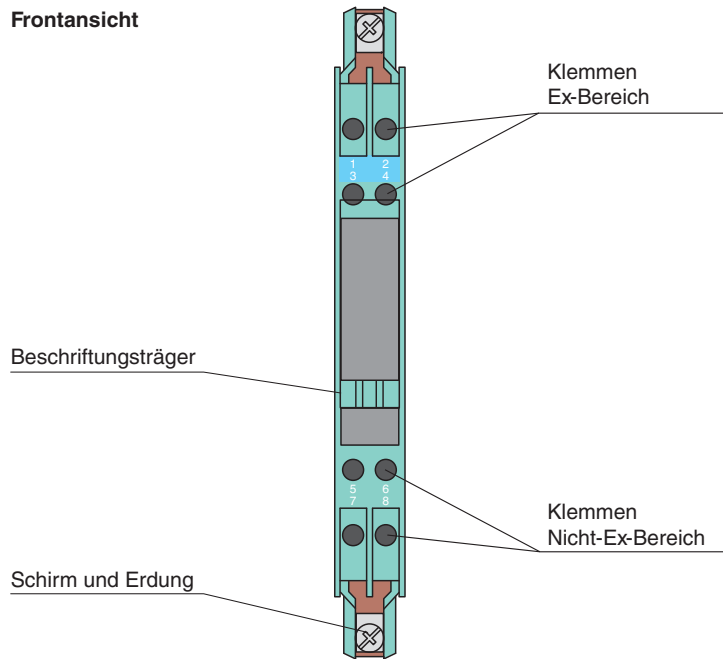 Frontansicht
Klemmen
Ex-Bereich
1 2
3 4
Beschriftungsträger
5 6
7 8
Klemmen
Nicht-Ex-Bereich
Schirm und Erdung